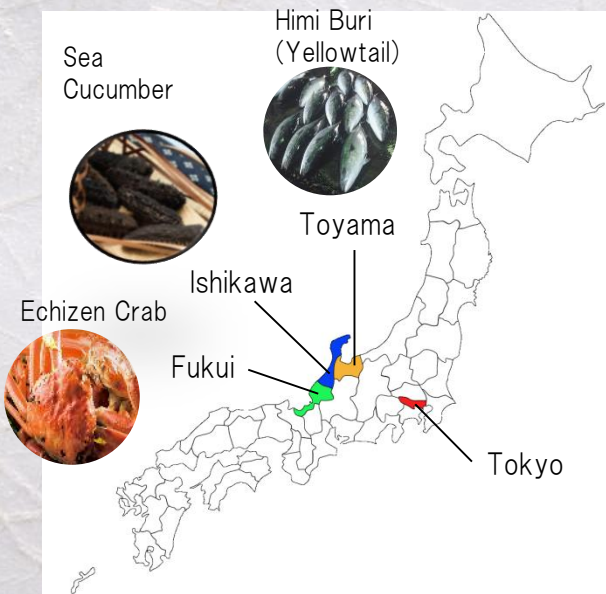 Himi Buri
(Yellowtail)
Sea
Cucumber
Toyama
Ishikawa
Echizen Crab
Fukui
Tokyo